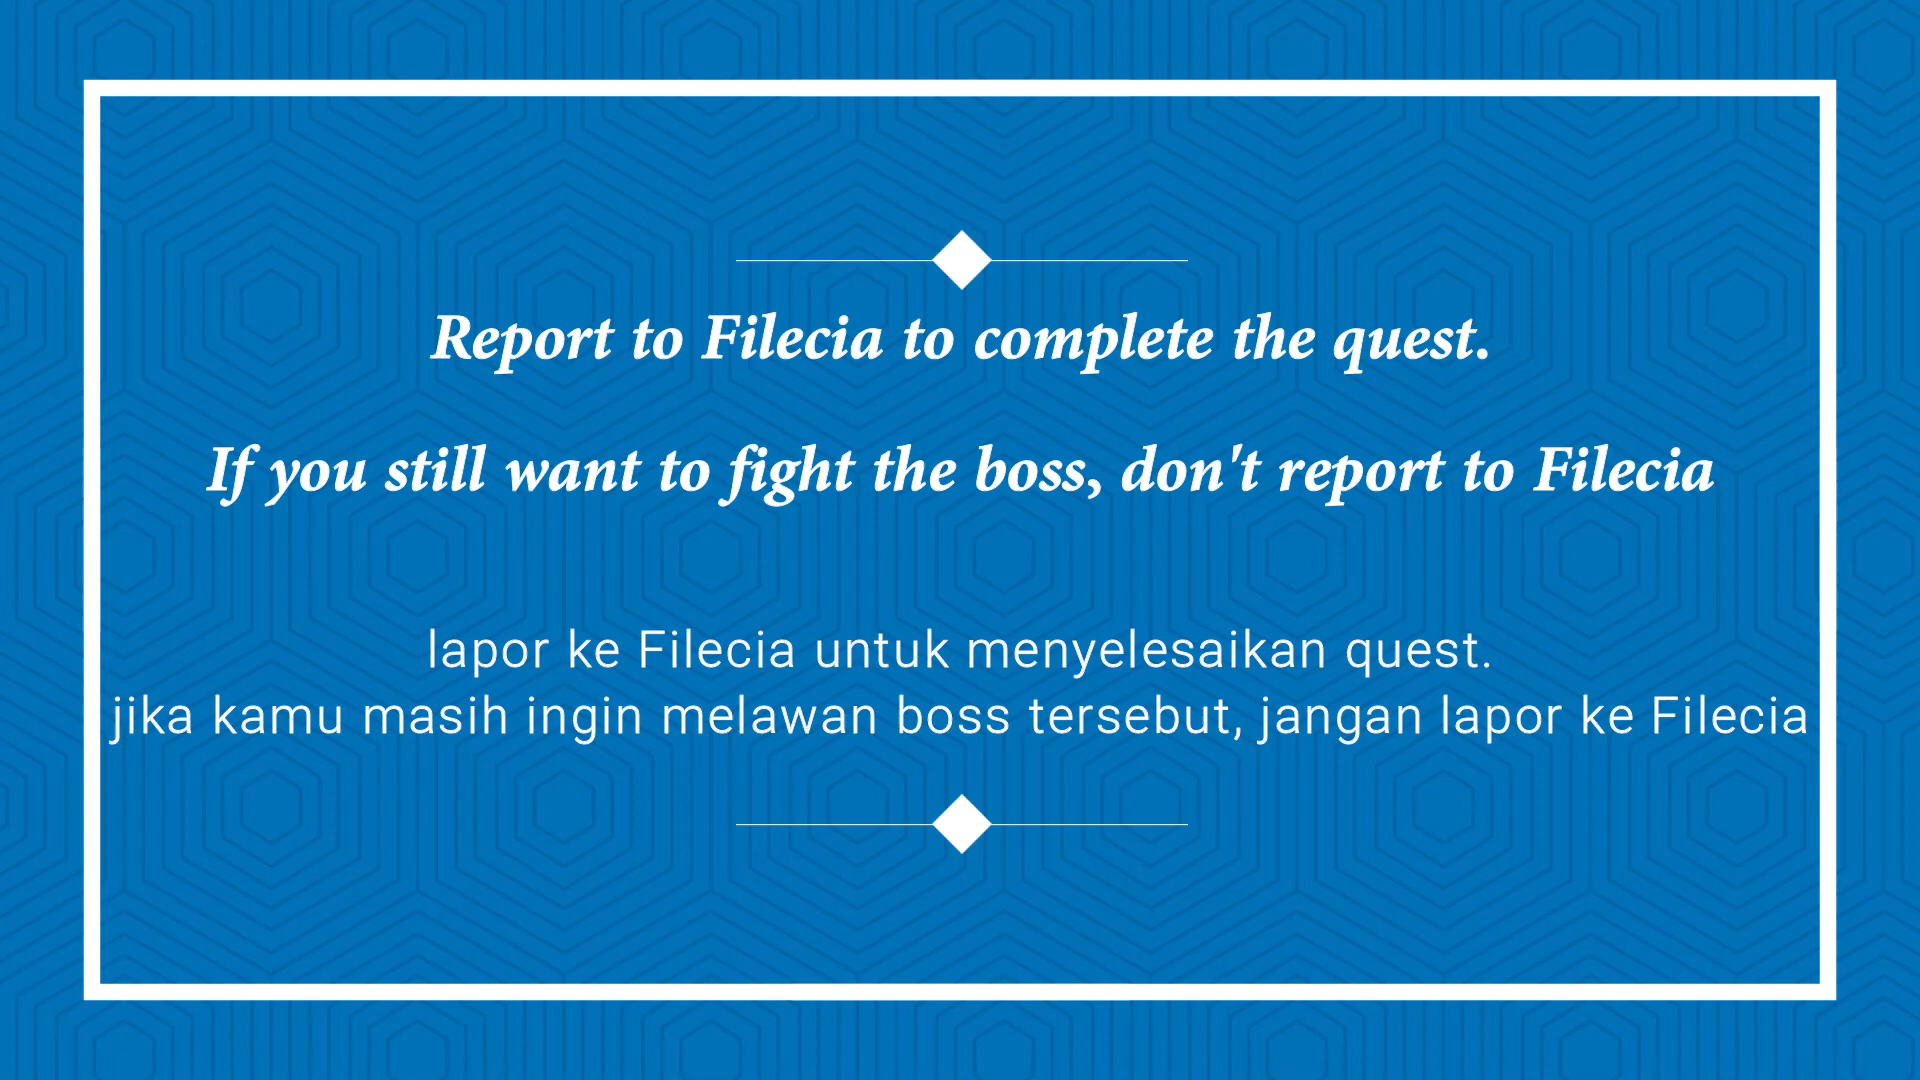 Report to Filecia to complete the quest.
If you still want to fight the boss, don't report to Filecia
lapor ke Filecia untuk menyelesaikan quest.
jika kamu masih ingin melawan boss tersebut, jangan lapor ke Filecia